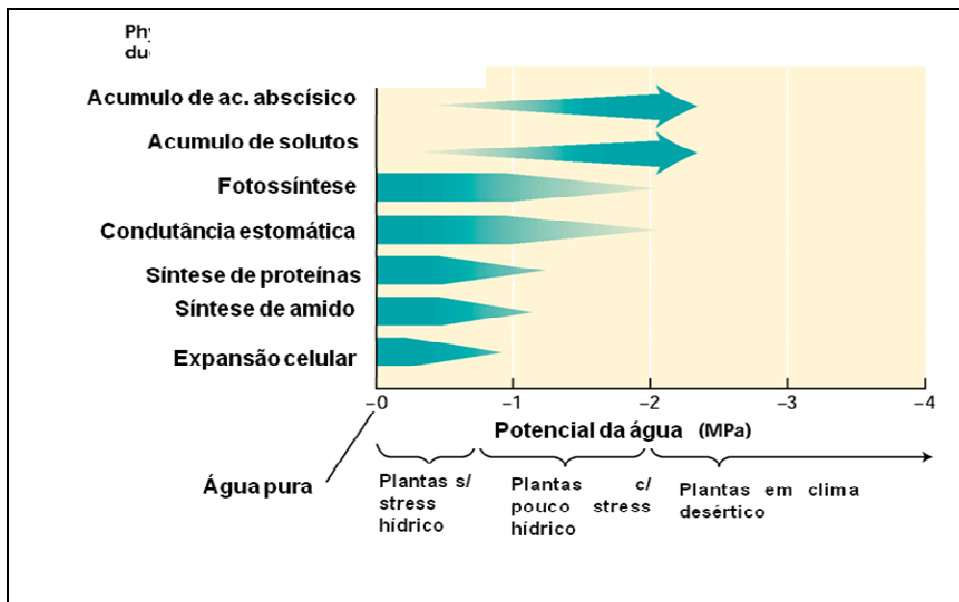 Acumulo de ac. abscísico
Acumulo de solutos
Fotossíntese
Condutância estomática
Síntese de proteínas
Síntese de amido
Expansão celular
–0 –1 –2 –3 –4
Potencial da água (MPa)
Água pura
Plantas s/
stress
hídrico
Plantas c/
pouco stress
hídrico
Plantas em clima
desértico